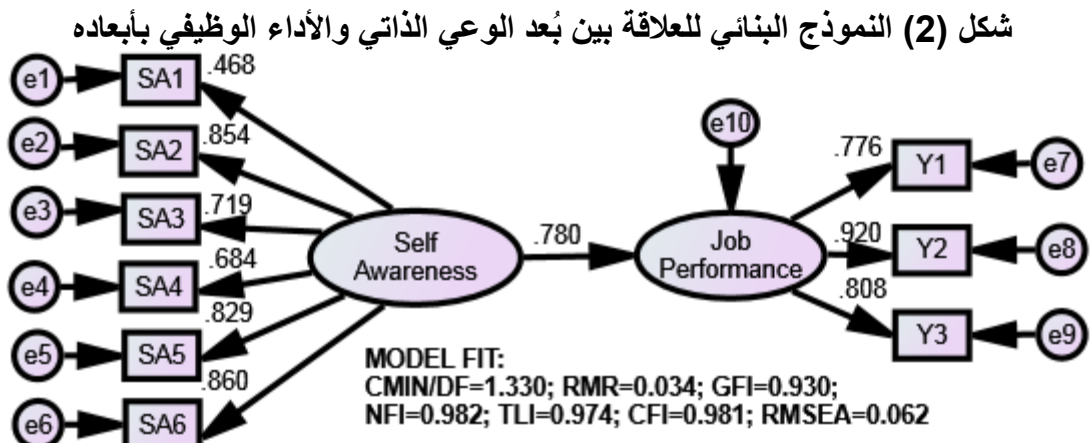 شكل (2) النموذج البنائي للعلاقة بين بُعد الوعي الذاتي والأداء الوظيفي بأبعاده
e1 SA1 .468
e2 SA2 .854
e3 SA3 .719
e4 SA4 .684
e5 SA5 .829
e6 SA6 .860
Self
Awareness
.780
e10
Job
Performance
.776 Y1 e7
.920 Y2 e8
.808 Y3 e9
MODEL FIT:
CMIN/DF=1.330; RMR=0.034; GFI=0.930;
NFI=0.982; TLI=0.974; CFI=0.981; RMSEA=0.062